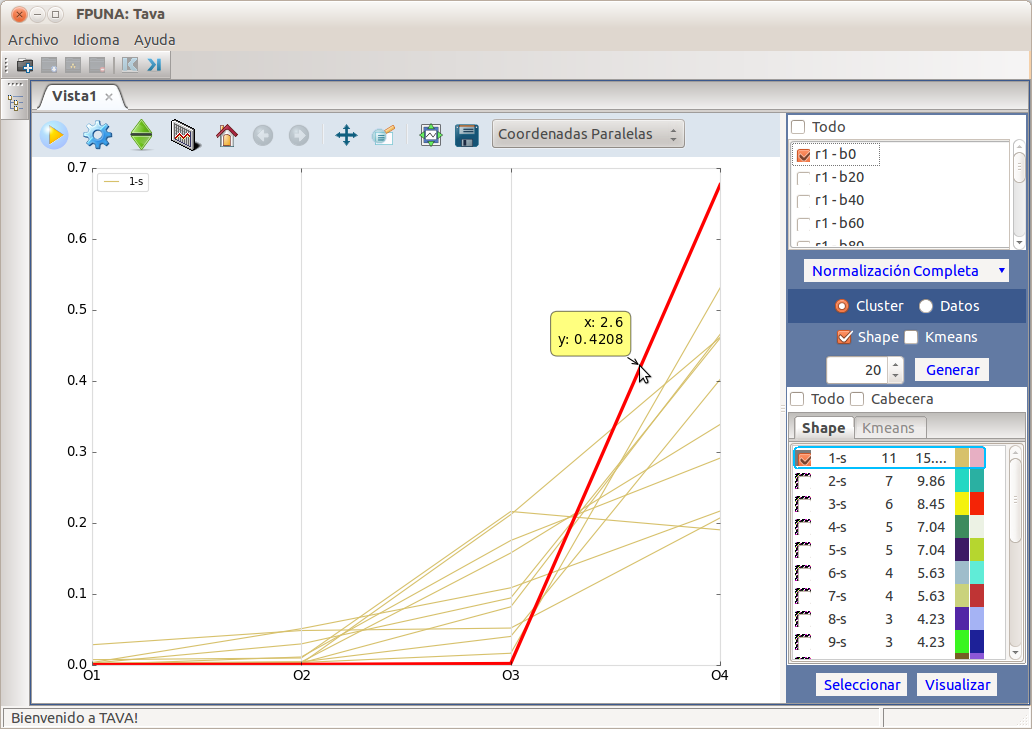 FPUNA: Tava
Archivo Idioma Ayuda
Vista1
Coordenadas Paralelas
0.7
0.6
0.5
0.4
0.3
0.2
0.1
0.0
1-s
x: 2.6
y: 0.4208
O1 O2 O3 O4
Todo
r1 - b0
r1 - b20
r1 - b40
r1 - b60
r1 - b80
Normalización Completa
Cluster Datos
Shape Kmeans
20 Generar
Todo Cabecera
Shape Kmeans
1-s 11 15....
2-s 7 9.86
3-s 6 8.45
4-s 5 7.04
5-s 5 7.04
6-s 4 5.63
7-s 4 5.63
8-s 3 4.23
9-s 3 4.23
Seleccionar Visualizar
Bienvenido a TAVA!